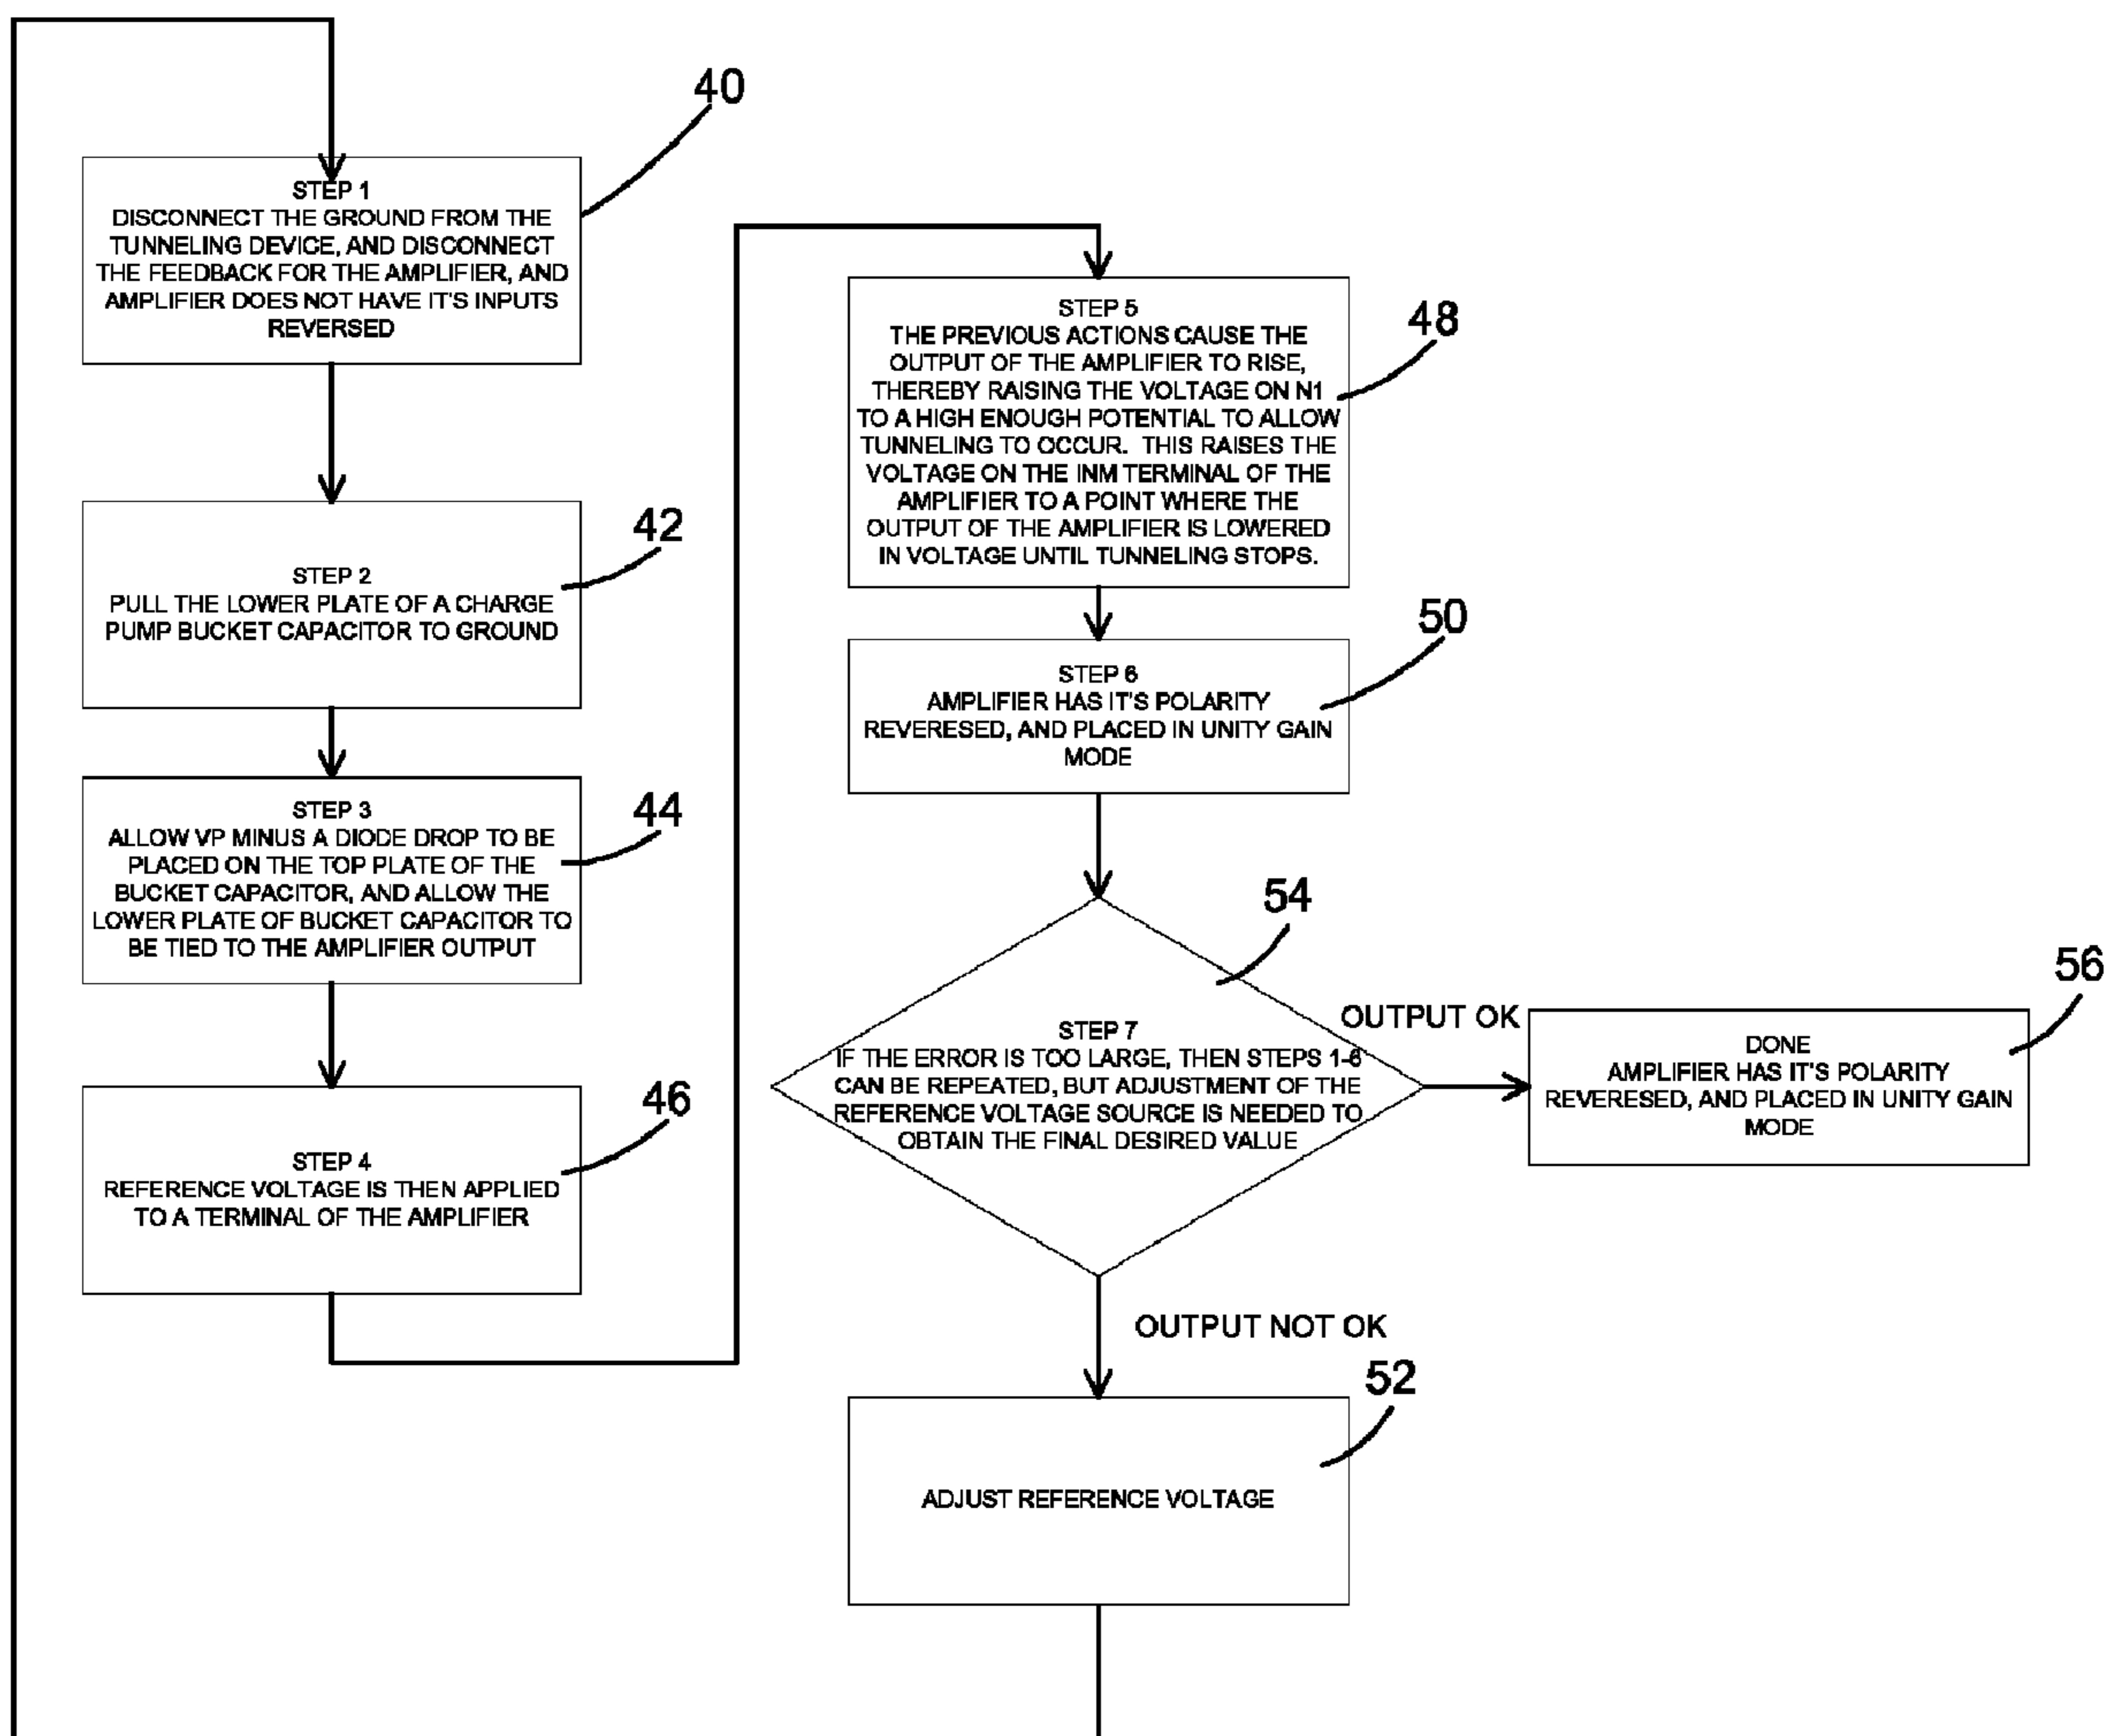 40
STEP 1
DISCONNECT THE GROUND FROM THE
TUNNELING DEVICE, AND DISCONNECT
THE FEEDBACK FOR THE AMPLIFIER, AND
AMPLIFIER DOES NOT HAVE IT'S INPUTS
REVERSED
42
STEP 2
PULL THE LOWER PLATE OF A CHARGE
PUMP BUCKET CAPACITOR TO GROUND
44
STEP 3
ALLOW VP MINUS A DIODE DROP TO BE
PLACED ON THE TOP PLATE OF THE
BUCKET CAPACITOR, AND ALLOW THE
LOWER PLATE OF BUCKET CAPACITOR TO
BE TIED TO THE AMPLIFIER OUTPUT
46
STEP 4
REFERENCE VOLTAGE IS THEN APPLIED
TO A TERMINAL OF THE AMPLIFIER
48
STEP 5
THE PREVIOUS ACTIONS CAUSE THE
OUTPUT OF THE AMPLIFIER TO RISE,
THEREBY RAISING THE VOLTAGE ON N1
TO A HIGH ENOUGH POTENTIAL TO ALLOW
TUNNELING TO OCCUR. THIS RAISES THE
VOLTAGE ON THE INM TERMINAL OF THE
AMPLIFIER TO A POINT WHERE THE
OUTPUT OF THE AMPLIFIER IS LOWERED
IN VOLTAGE UNTIL TUNNELING STOPS.
50
STEP 6
AMPLIFIER HAS IT'S POLARITY
REVERESED, AND PLACED IN UNITY GAIN
MODE
54
STEP 7
IF THE ERROR IS TOO LARGE, THEN STEPS 1-6
CAN BE REPEATED, BUT ADJUSTMENT OF THE
REFERENCE VOLTAGE SOURCE IS NEEDED TO
OBTAIN THE FINAL DESIRED VALUE
OUTPUT OK
56
DONE
AMPLIFIER HAS IT'S POLARITY
REVERESED, AND PLACED IN UNITY GAIN
MODE
OUTPUT NOT OK
52
ADJUST REFERENCE VOLTAGE